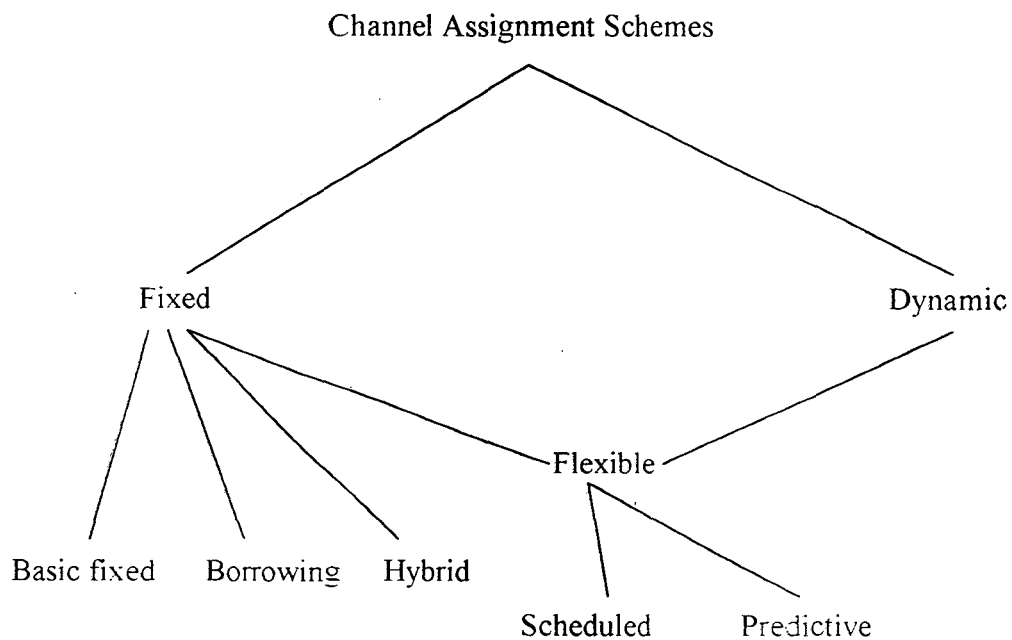 Channel Assignment Schemes
Fixed
Dynamic
Flexible
Basic fixed
Borrowing
Hybrid
Scheduled
Predictive